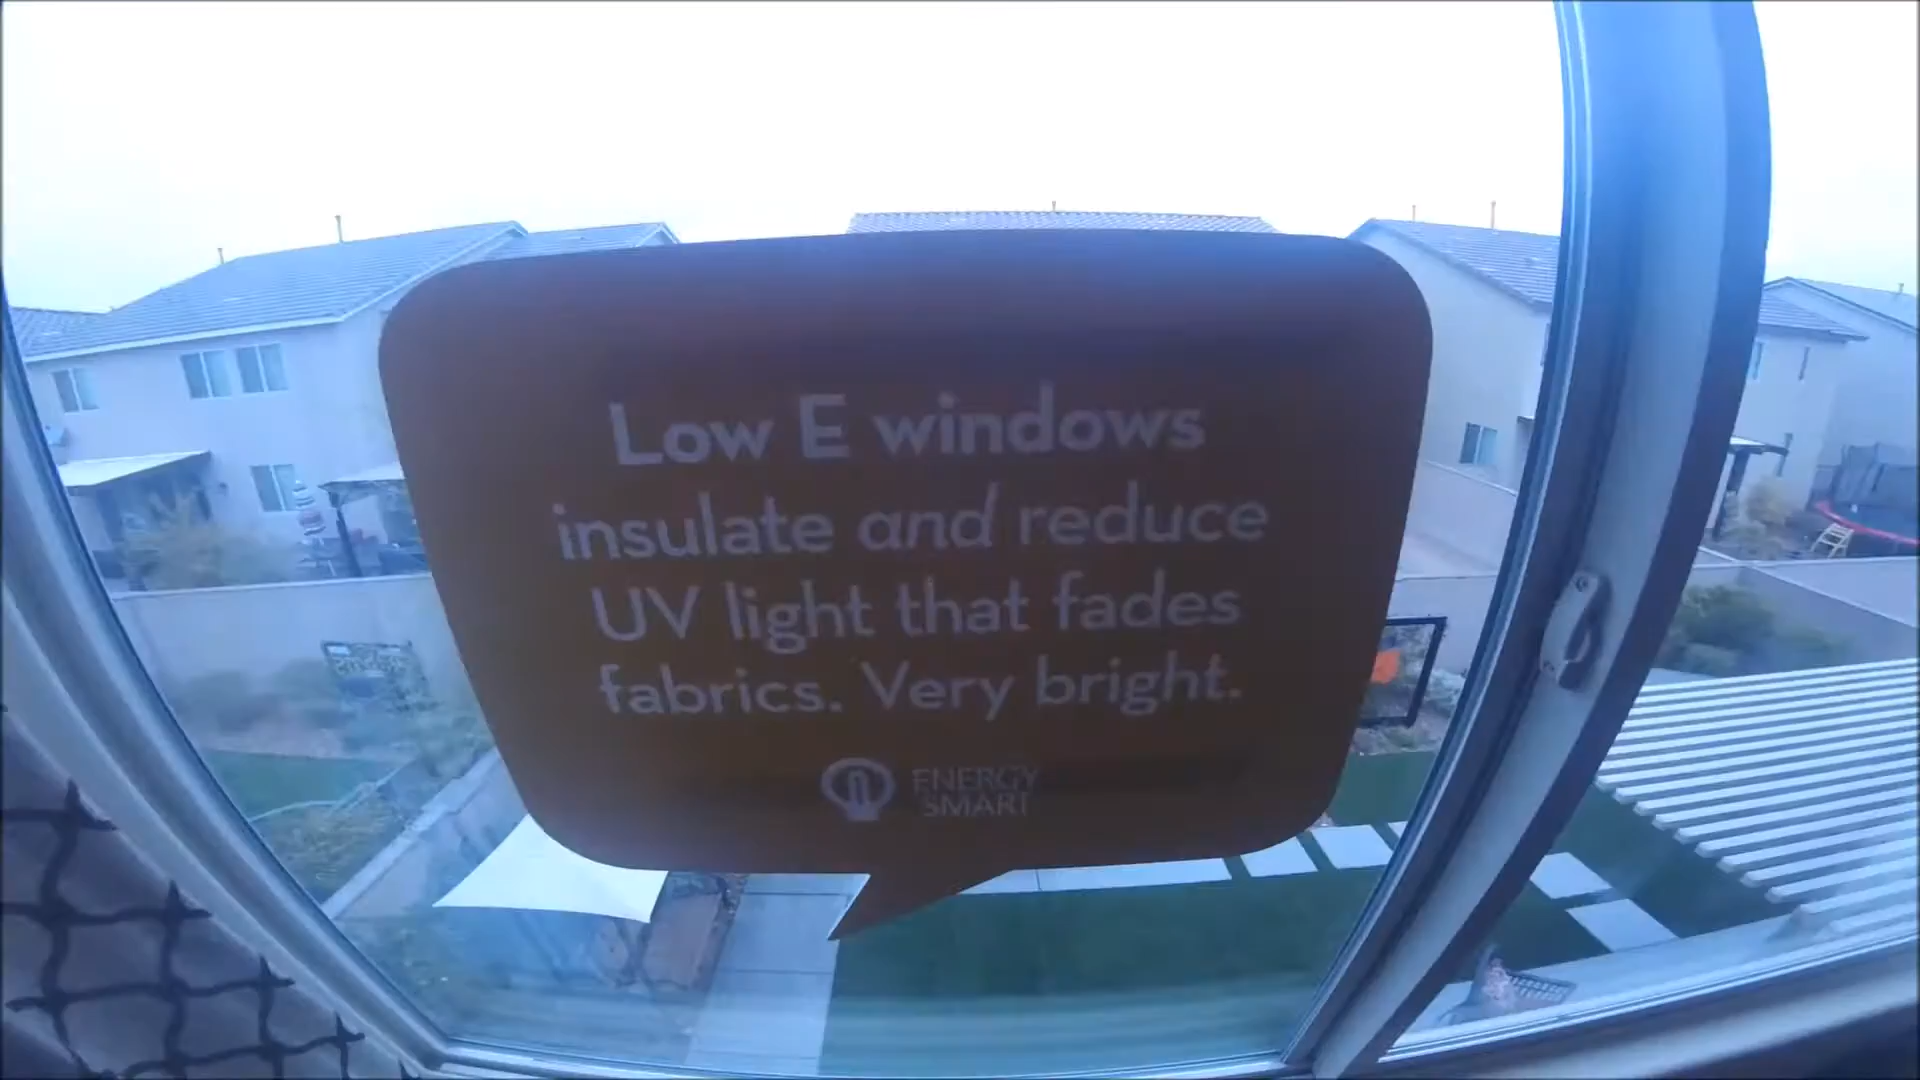 Low E windows
insulate and reduce
UV light that fades
fabrics. Very bright.
ENERGY
SMART